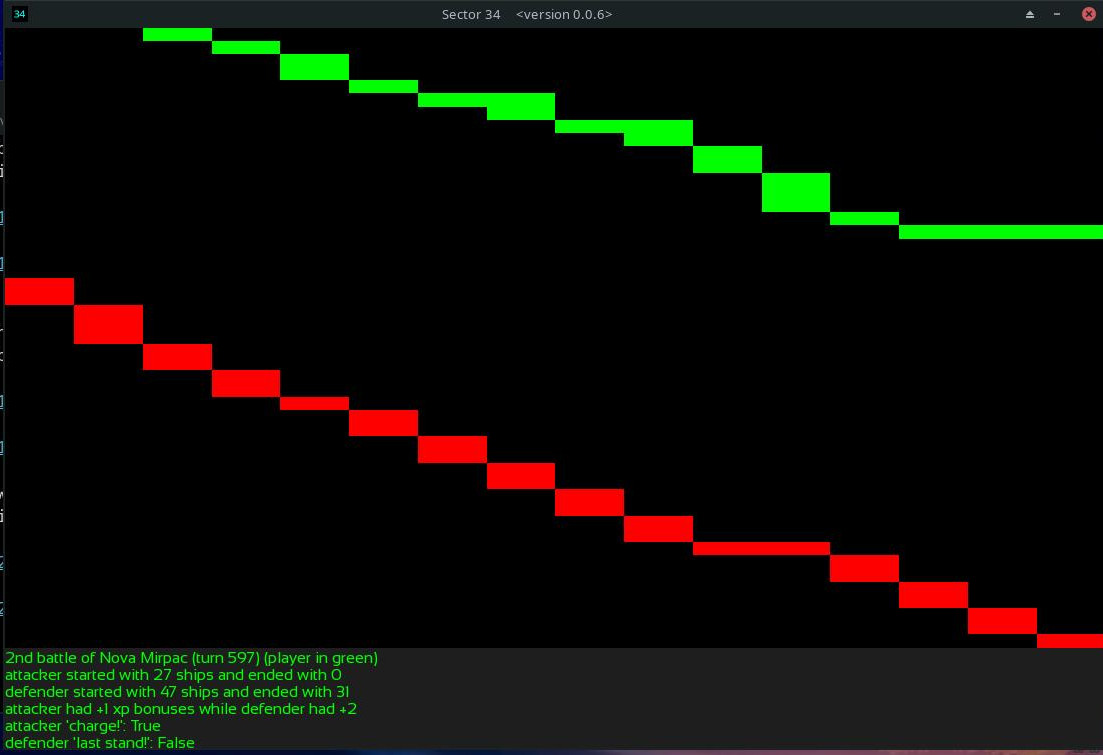 34
Sector 34 <version 0.0.6>
2nd battle of Nova Mirpac (turn 597) (player in green)
attacker started with 27 ships and ended with 0
defender started with 47 ships and ended with 31
attacker had +1 xp bonuses while defender had +2
attacker 'charge!': True
defender 'last stand!': False